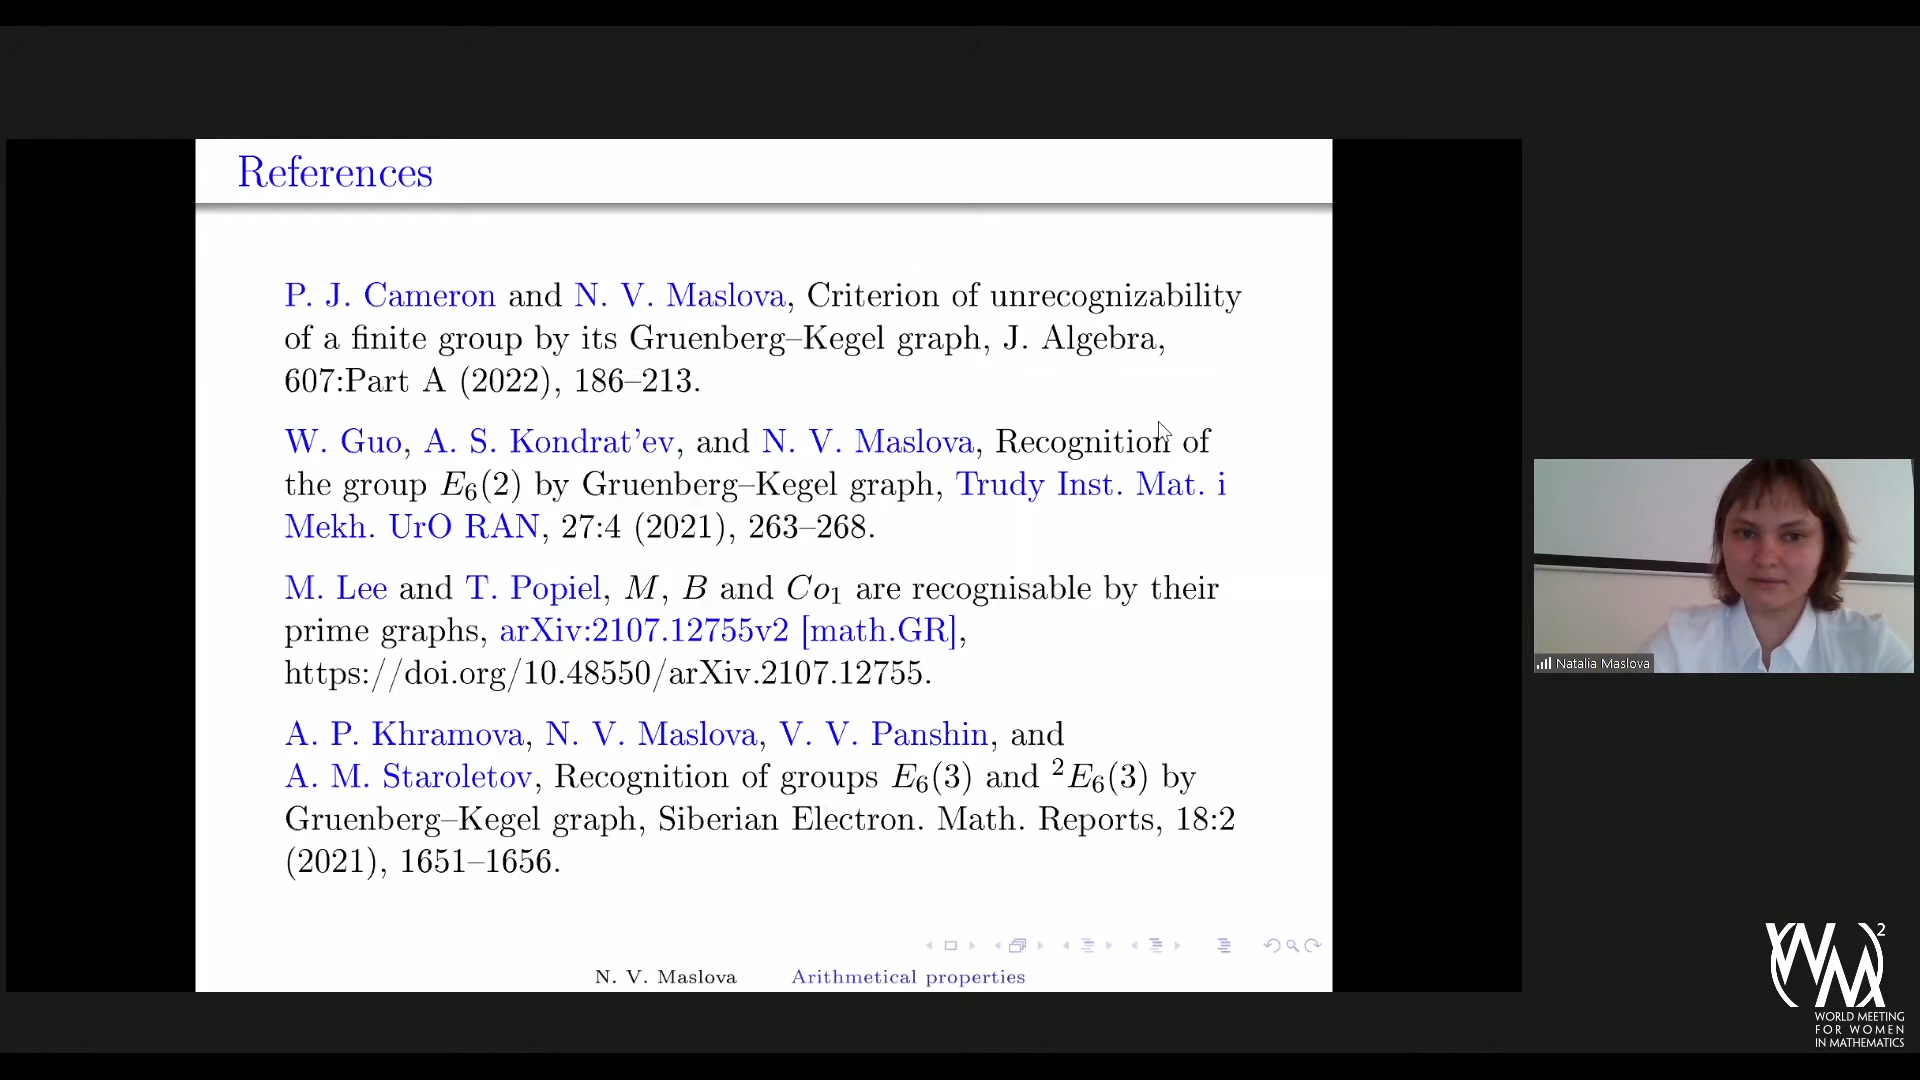 References
P. J. Cameron and N. V. Maslova, Criterion of unrecognizability
of a finite group by its Gruenberg–Kegel graph, J. Algebra,
607:Part A (2022), 186–213.
W. Guo, A. S. Kondrat'ev, and N. V. Maslova, Recognition of
the group E₆(2) by Gruenberg–Kegel graph, Trudy Inst. Mat. i
Mekh. UrO RAN, 27:4 (2021), 263–268.
M. Lee and T. Popiel, M, B and Co₁ are recognisable by their
prime graphs, arXiv:2107.12755v2 [math.GR],
https://doi.org/10.48550/arXiv.2107.12755.
A. P. Khramova, N. V. Maslova, V. V. Panshin, and
A. M. Staroletov, Recognition of groups E₆(3) and ²E₆(3) by
Gruenberg–Kegel graph, Siberian Electron. Math. Reports, 18:2
(2021), 1651–1656.
N. V. Maslova Arithmetical properties
Natalia Maslova
WM²
WORLD MEETING
FOR WOMEN
IN MATHEMATICS